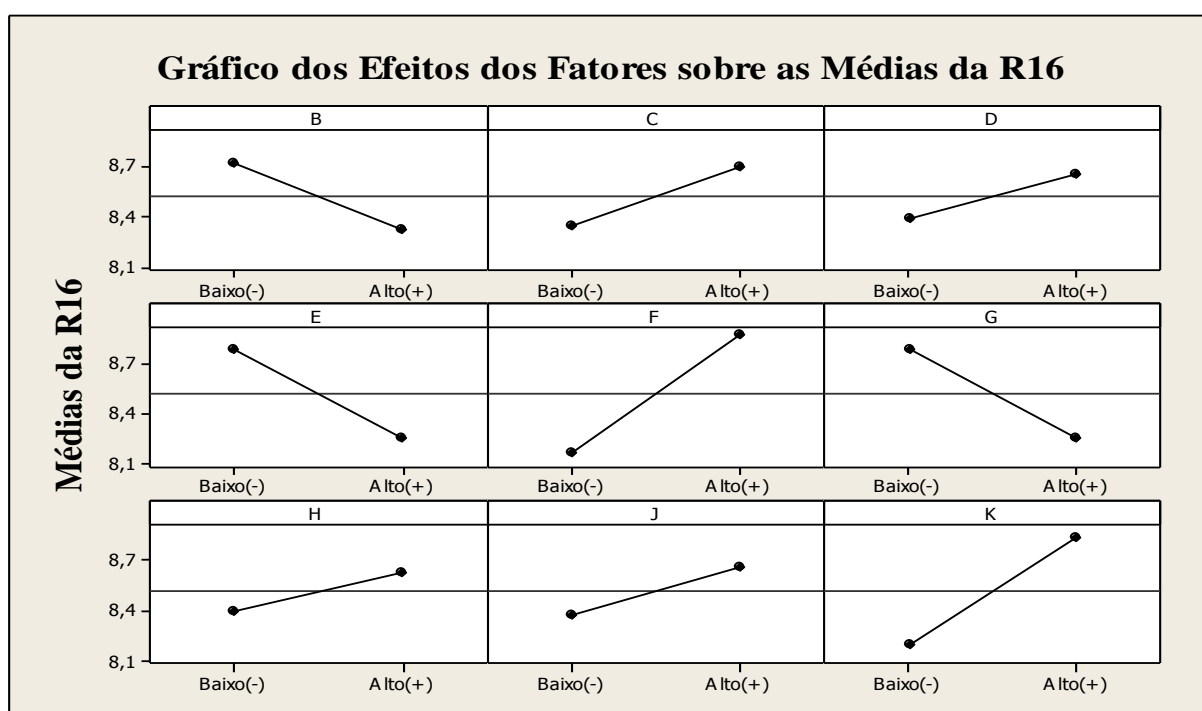 Gráfico dos Efeitos dos Fatores sobre as Médias da R16
Médias da R16
B C D
8,7
8,4
8,1
Baixo(-) Alto(+) Baixo(-) Alto(+) Baixo(-) Alto(+)
E F G
8,7
8,4
8,1
Baixo(-) Alto(+) Baixo(-) Alto(+) Baixo(-) Alto(+)
H J K
8,7
8,4
8,1
Baixo(-) Alto(+) Baixo(-) Alto(+) Baixo(-) Alto(+)